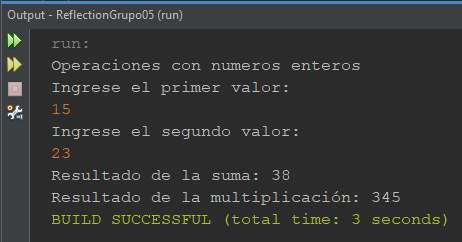 Output - ReflectionGrupo05 (run)
run:
Operaciones con numeros enteros
Ingrese el primer valor:
15
Ingrese el segundo valor:
23
Resultado de la suma: 38
Resultado de la multiplicación: 345
BUILD SUCCESSFUL (total time: 3 seconds)